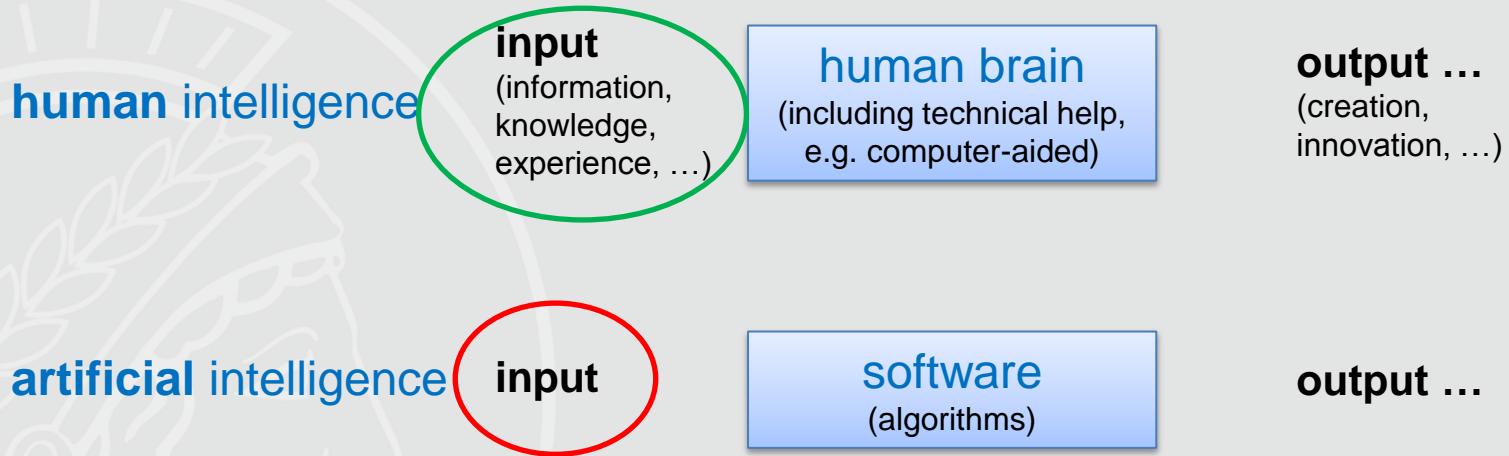 human intelligence
input
(information,
knowledge,
experience, …)
human brain
(including technical help,
e.g. computer-aided)
output …
(creation,
innovation, …)
artificial intelligence
input
software
(algorithms)
output …